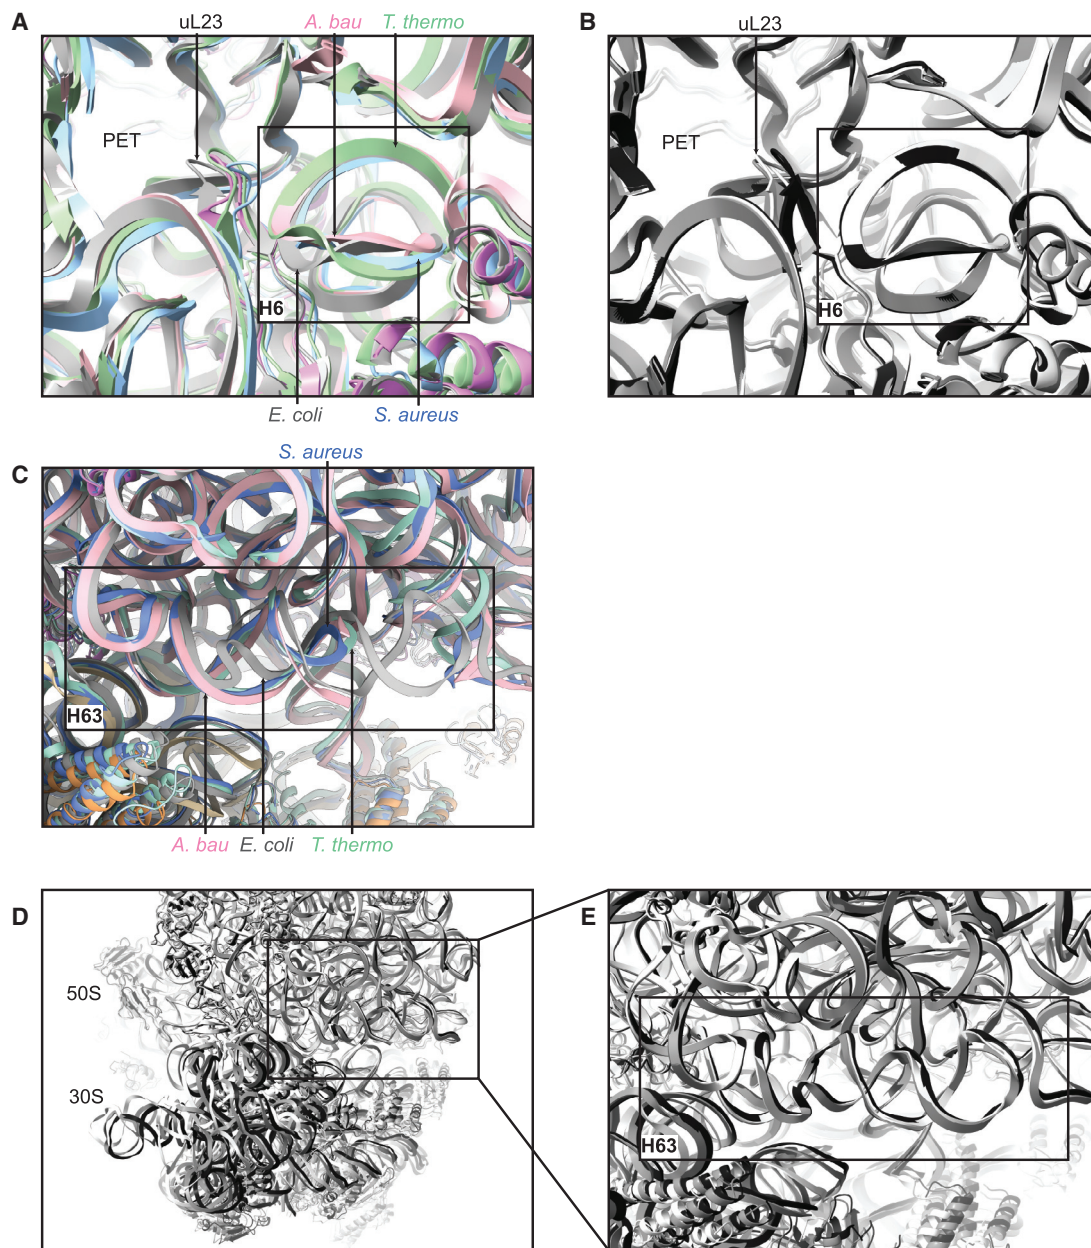 A
uL23
A. bau
T. thermo
PET
H6
E. coli
S. aureus
B
uL23
PET
H6
C
S. aureus
H63
A. bau
E. coli
T. thermo
D
50S
30S
E
H63